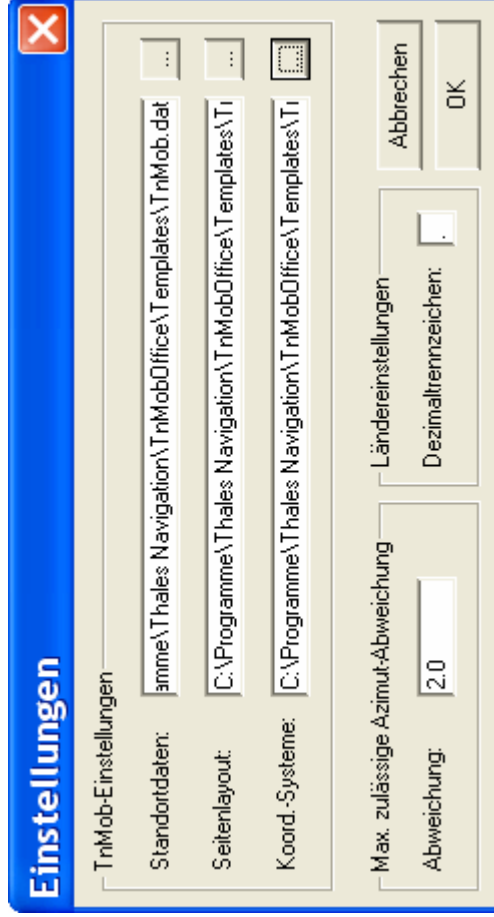 Einstellungen
TnMob-Einstellungen
Standortdaten: amme\Thales Navigation\TnMobOffice\Templates\TnMob.dat ...
Seitenlayout: C:\Programme\Thales Navigation\TnMobOffice\Templates\Tr ...
Koord.-Systeme: C:\Programme\Thales Navigation\TnMobOffice\Templates\Tr ...
Max. zulässige Azimut-Abweichung
Abweichung: 2.0
Ländereinstellungen
Dezimaltrennzeichen: .
Abbrechen
OK